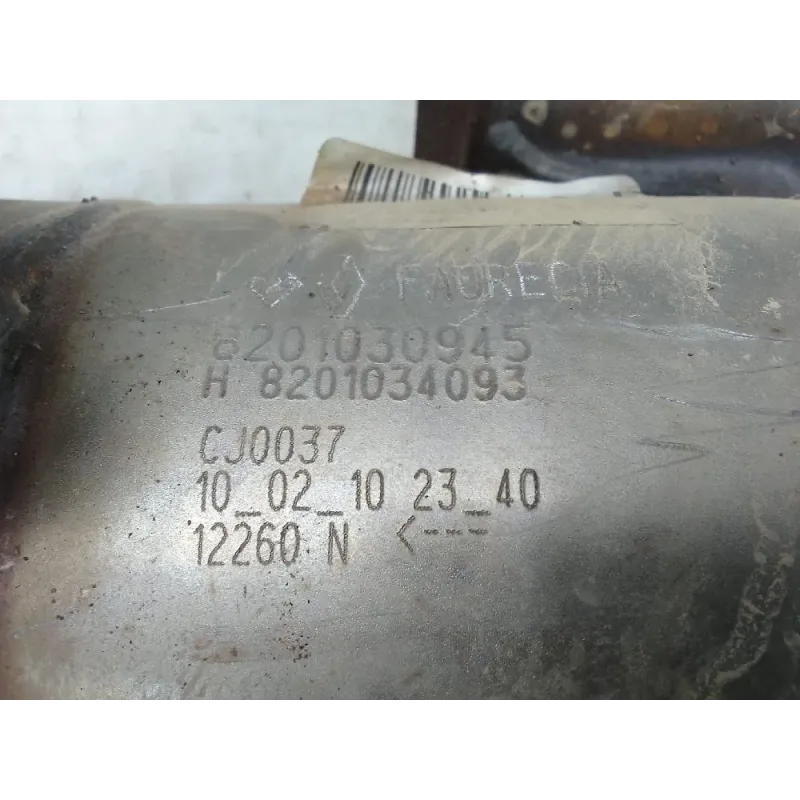 FAURECIA
8201030945
H 8201034093
CJ0037
10_02_10 23_40
12260 N <---